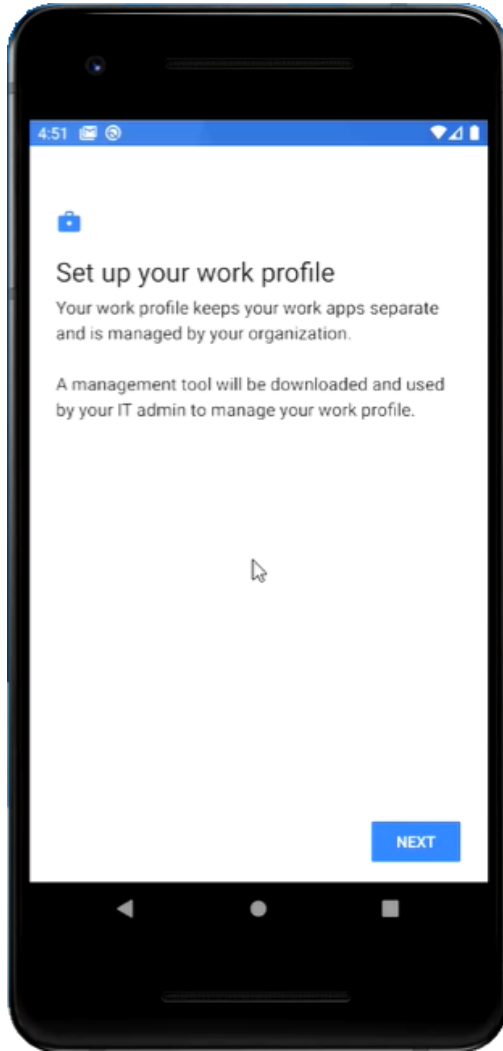 4:51
Set up your work profile
Your work profile keeps your work apps separate
and is managed by your organization.
A management tool will be downloaded and used
by your IT admin to manage your work profile.
NEXT